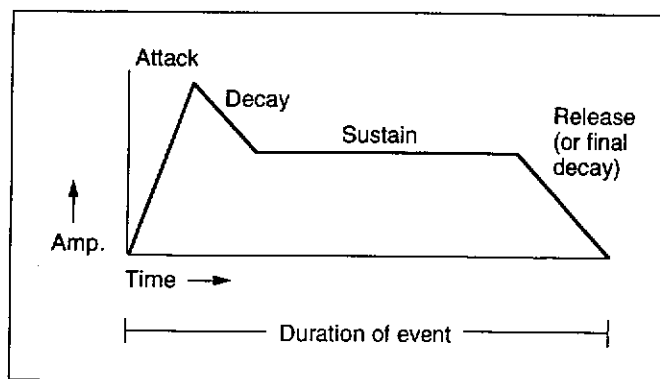 Attack
Decay
Sustain
Release
(or final
decay)
Amp.
Time
Duration of event